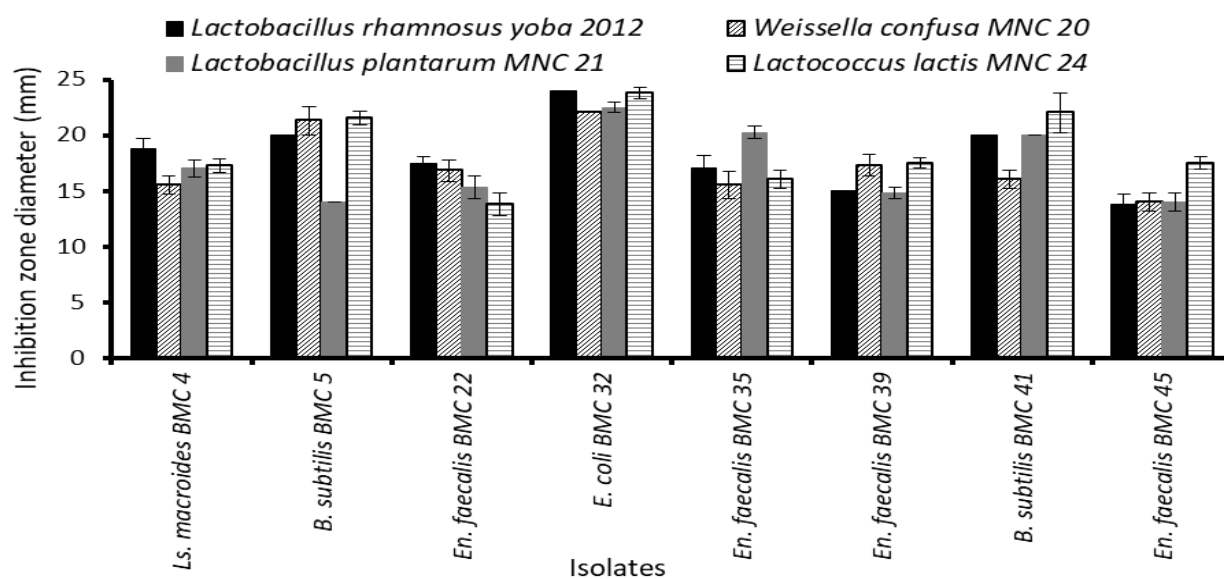 Lactobacillus rhamnosus yoba 2012
Weissella confusa MNC 20
Lactobacillus plantarum MNC 21
Lactococcus lactis MNC 24
Inhibition zone diameter (mm)
25
20
15
10
5
0
Ls. macroides BMC 4
B. subtilis BMC 5
En. faecalis BMC 22
E. coli BMC 32
En. faecalis BMC 35
En. faecalis BMC 39
B. subtilis BMC 41
En. faecalis BMC 45
Isolates